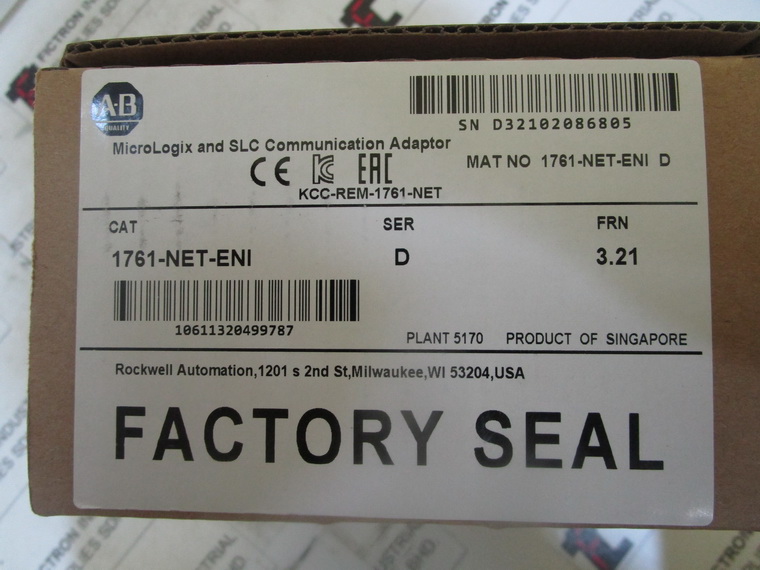 A-B
QUALITY
SN D32102086805
MicroLogix and SLC Communication Adaptor
MAT NO 1761-NET-ENI D
CE EAC
KCC-REM-1761-NET
CAT SER FRN
1761-NET-ENI D 3.21
10611320499787
PLANT 5170 PRODUCT OF SINGAPORE
Rockwell Automation,1201 s 2nd St,Milwaukee,WI 53204,USA
FACTORY SEAL